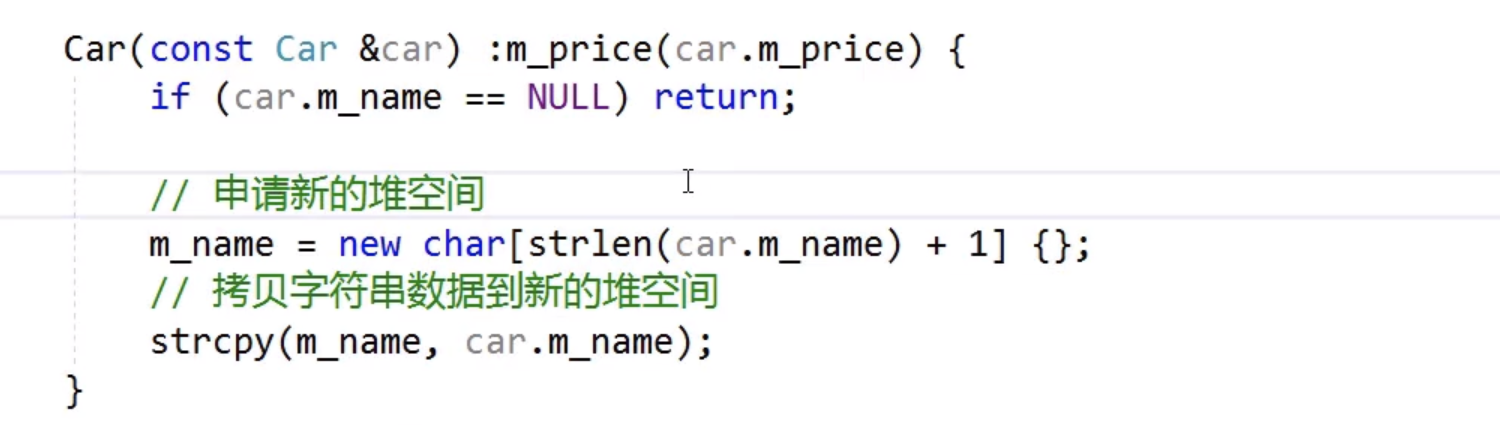 Car(const Car &car) :m_price(car.m_price) {
if (car.m_name == NULL) return;
// 申请新的堆空间
m_name = new char[strlen(car.m_name) + 1] {};
// 拷贝字符串数据到新的堆空间
strcpy(m_name, car.m_name);
}